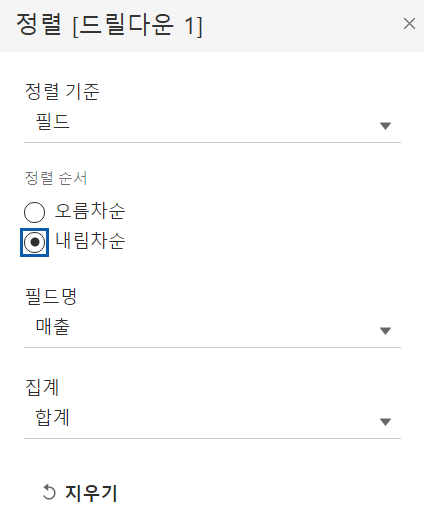 정렬 [드릴다운 1]
정렬 기준
필드
정렬 순서
오름차순
내림차순
필드명
매출
집계
합계
지우기